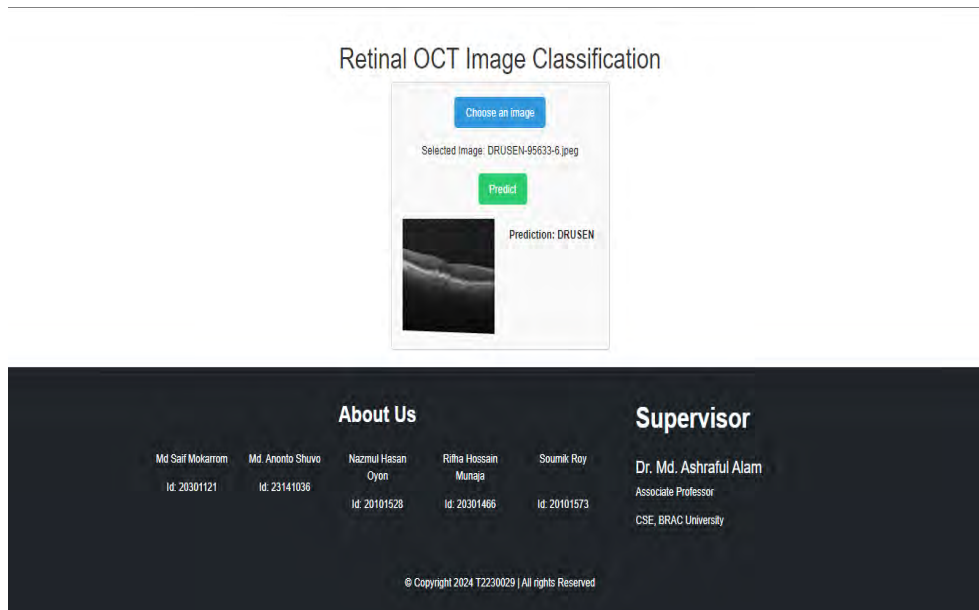 Retinal OCT Image Classification
Choose an image
Selected Image: DRUSEN-95633-6.jpeg
Predict
Prediction: DRUSEN
About Us
Md Saif Mokarrom
Id: 20301121
Md. Anonto Shuvo
Id: 23141036
Nazmul Hasan
Oyon
Id: 20101528
Rifha Hossain
Munaja
Id: 20301466
Soumik Roy
Id: 20101573
Supervisor
Dr. Md. Ashraful Alam
Associate Professor
CSE, BRAC University
© Copyright 2024 T2230029 | All rights Reserved